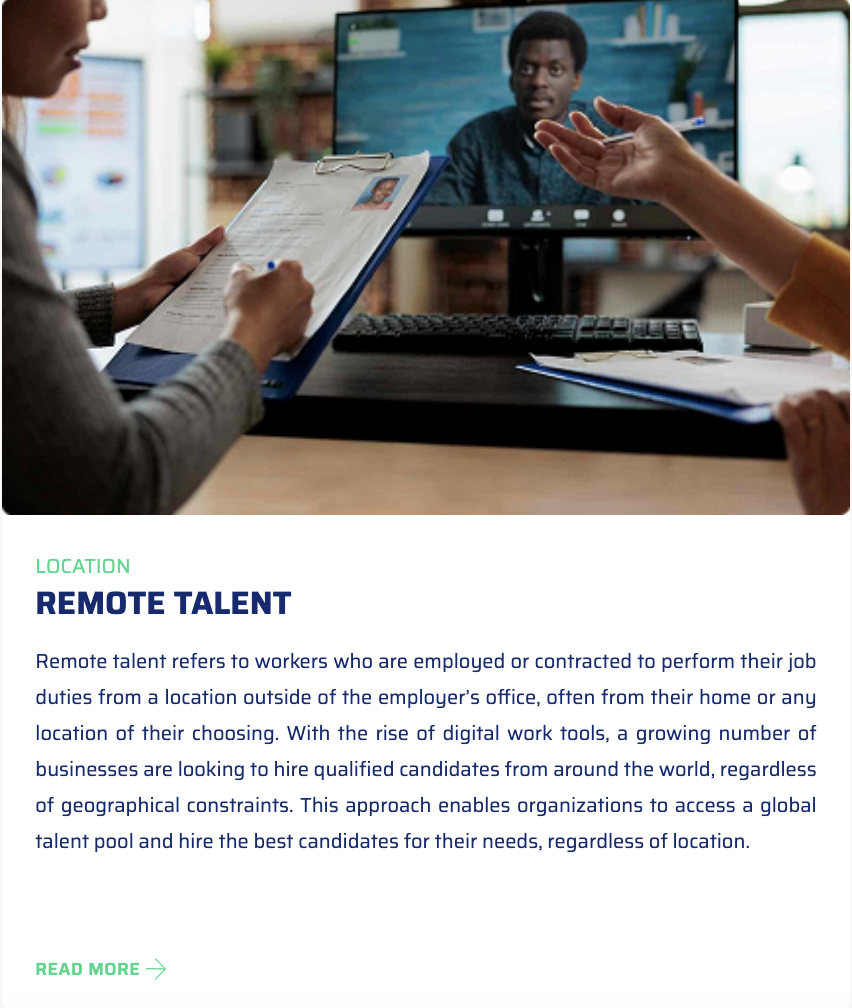 LOCATION
REMOTE TALENT
Remote talent refers to workers who are employed or contracted to perform their job
duties from a location outside of the employer’s office, often from their home or any
location of their choosing. With the rise of digital work tools, a growing number of
businesses are looking to hire qualified candidates from around the world, regardless
of geographical constraints. This approach enables organizations to access a global
talent pool and hire the best candidates for their needs, regardless of location.
READ MORE →